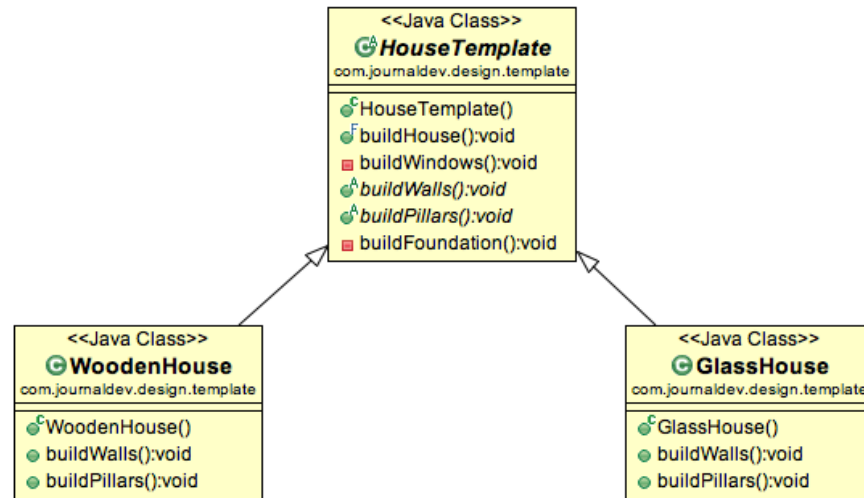 <<Java Class>>
HouseTemplate
com.journaldev.design.template
HouseTemplate()
buildHouse():void
buildWindows():void
buildWalls():void
buildPillars():void
buildFoundation():void
<<Java Class>>
WoodenHouse
com.journaldev.design.template
WoodenHouse()
buildWalls():void
buildPillars():void
<<Java Class>>
GlassHouse
com.journaldev.design.template
GlassHouse()
buildWalls():void
buildPillars():void